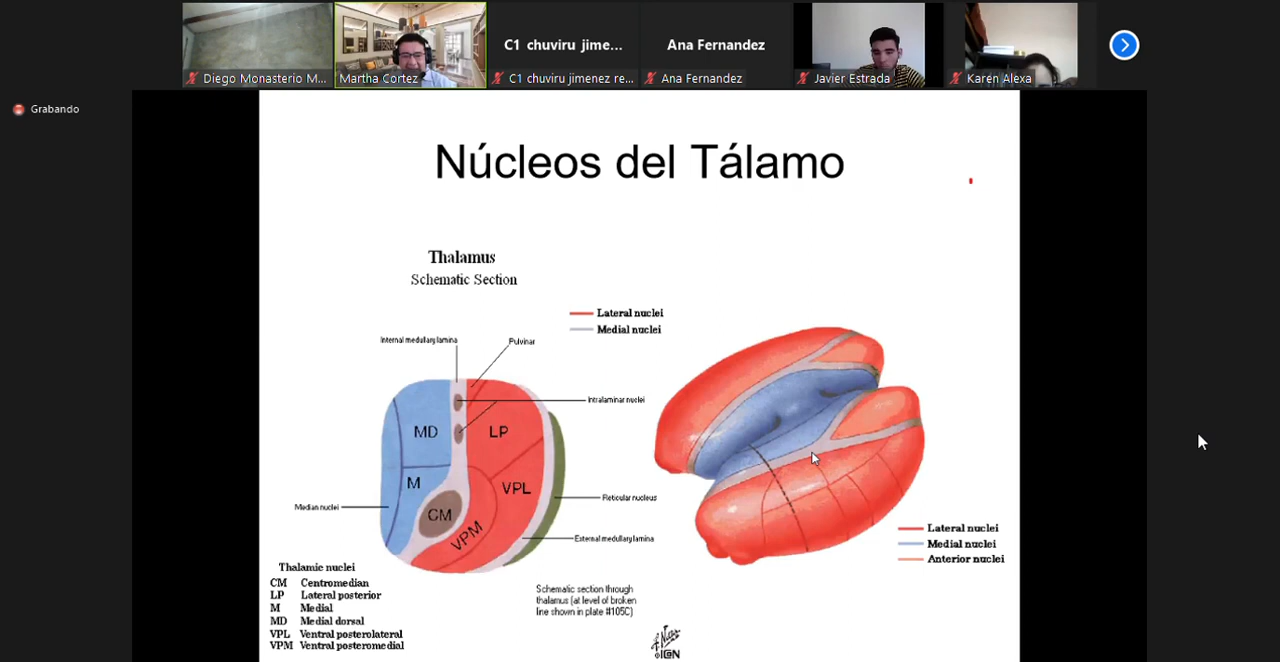 C1 chuviru jime...
Ana Fernandez
Diego Monasterio M...
Martha Cortez
C1 chuviru jimenez re...
Ana Fernandez
Javier Estrada
Karen Alexa
Grabando
Núcleos del Tálamo
Thalamus
Schematic Section
Lateral nuclei
Medial nuclei
Internal medullary lamina
Pulvinar
Intralaminar nuclei
MD
LP
M
VPL
CM
VPM
Median nuclei
Reticular nucleus
External medullary lamina
Lateral nuclei
Medial nuclei
Anterior nuclei
Thalamic nuclei
CM Centromedian
LP Lateral posterior
M Medial
MD Medial dorsal
VPL Ventral posterolateral
VPM Ventral posteromedial
Schematic section through
thalamus (at level of broken
line shown in plate #105C)